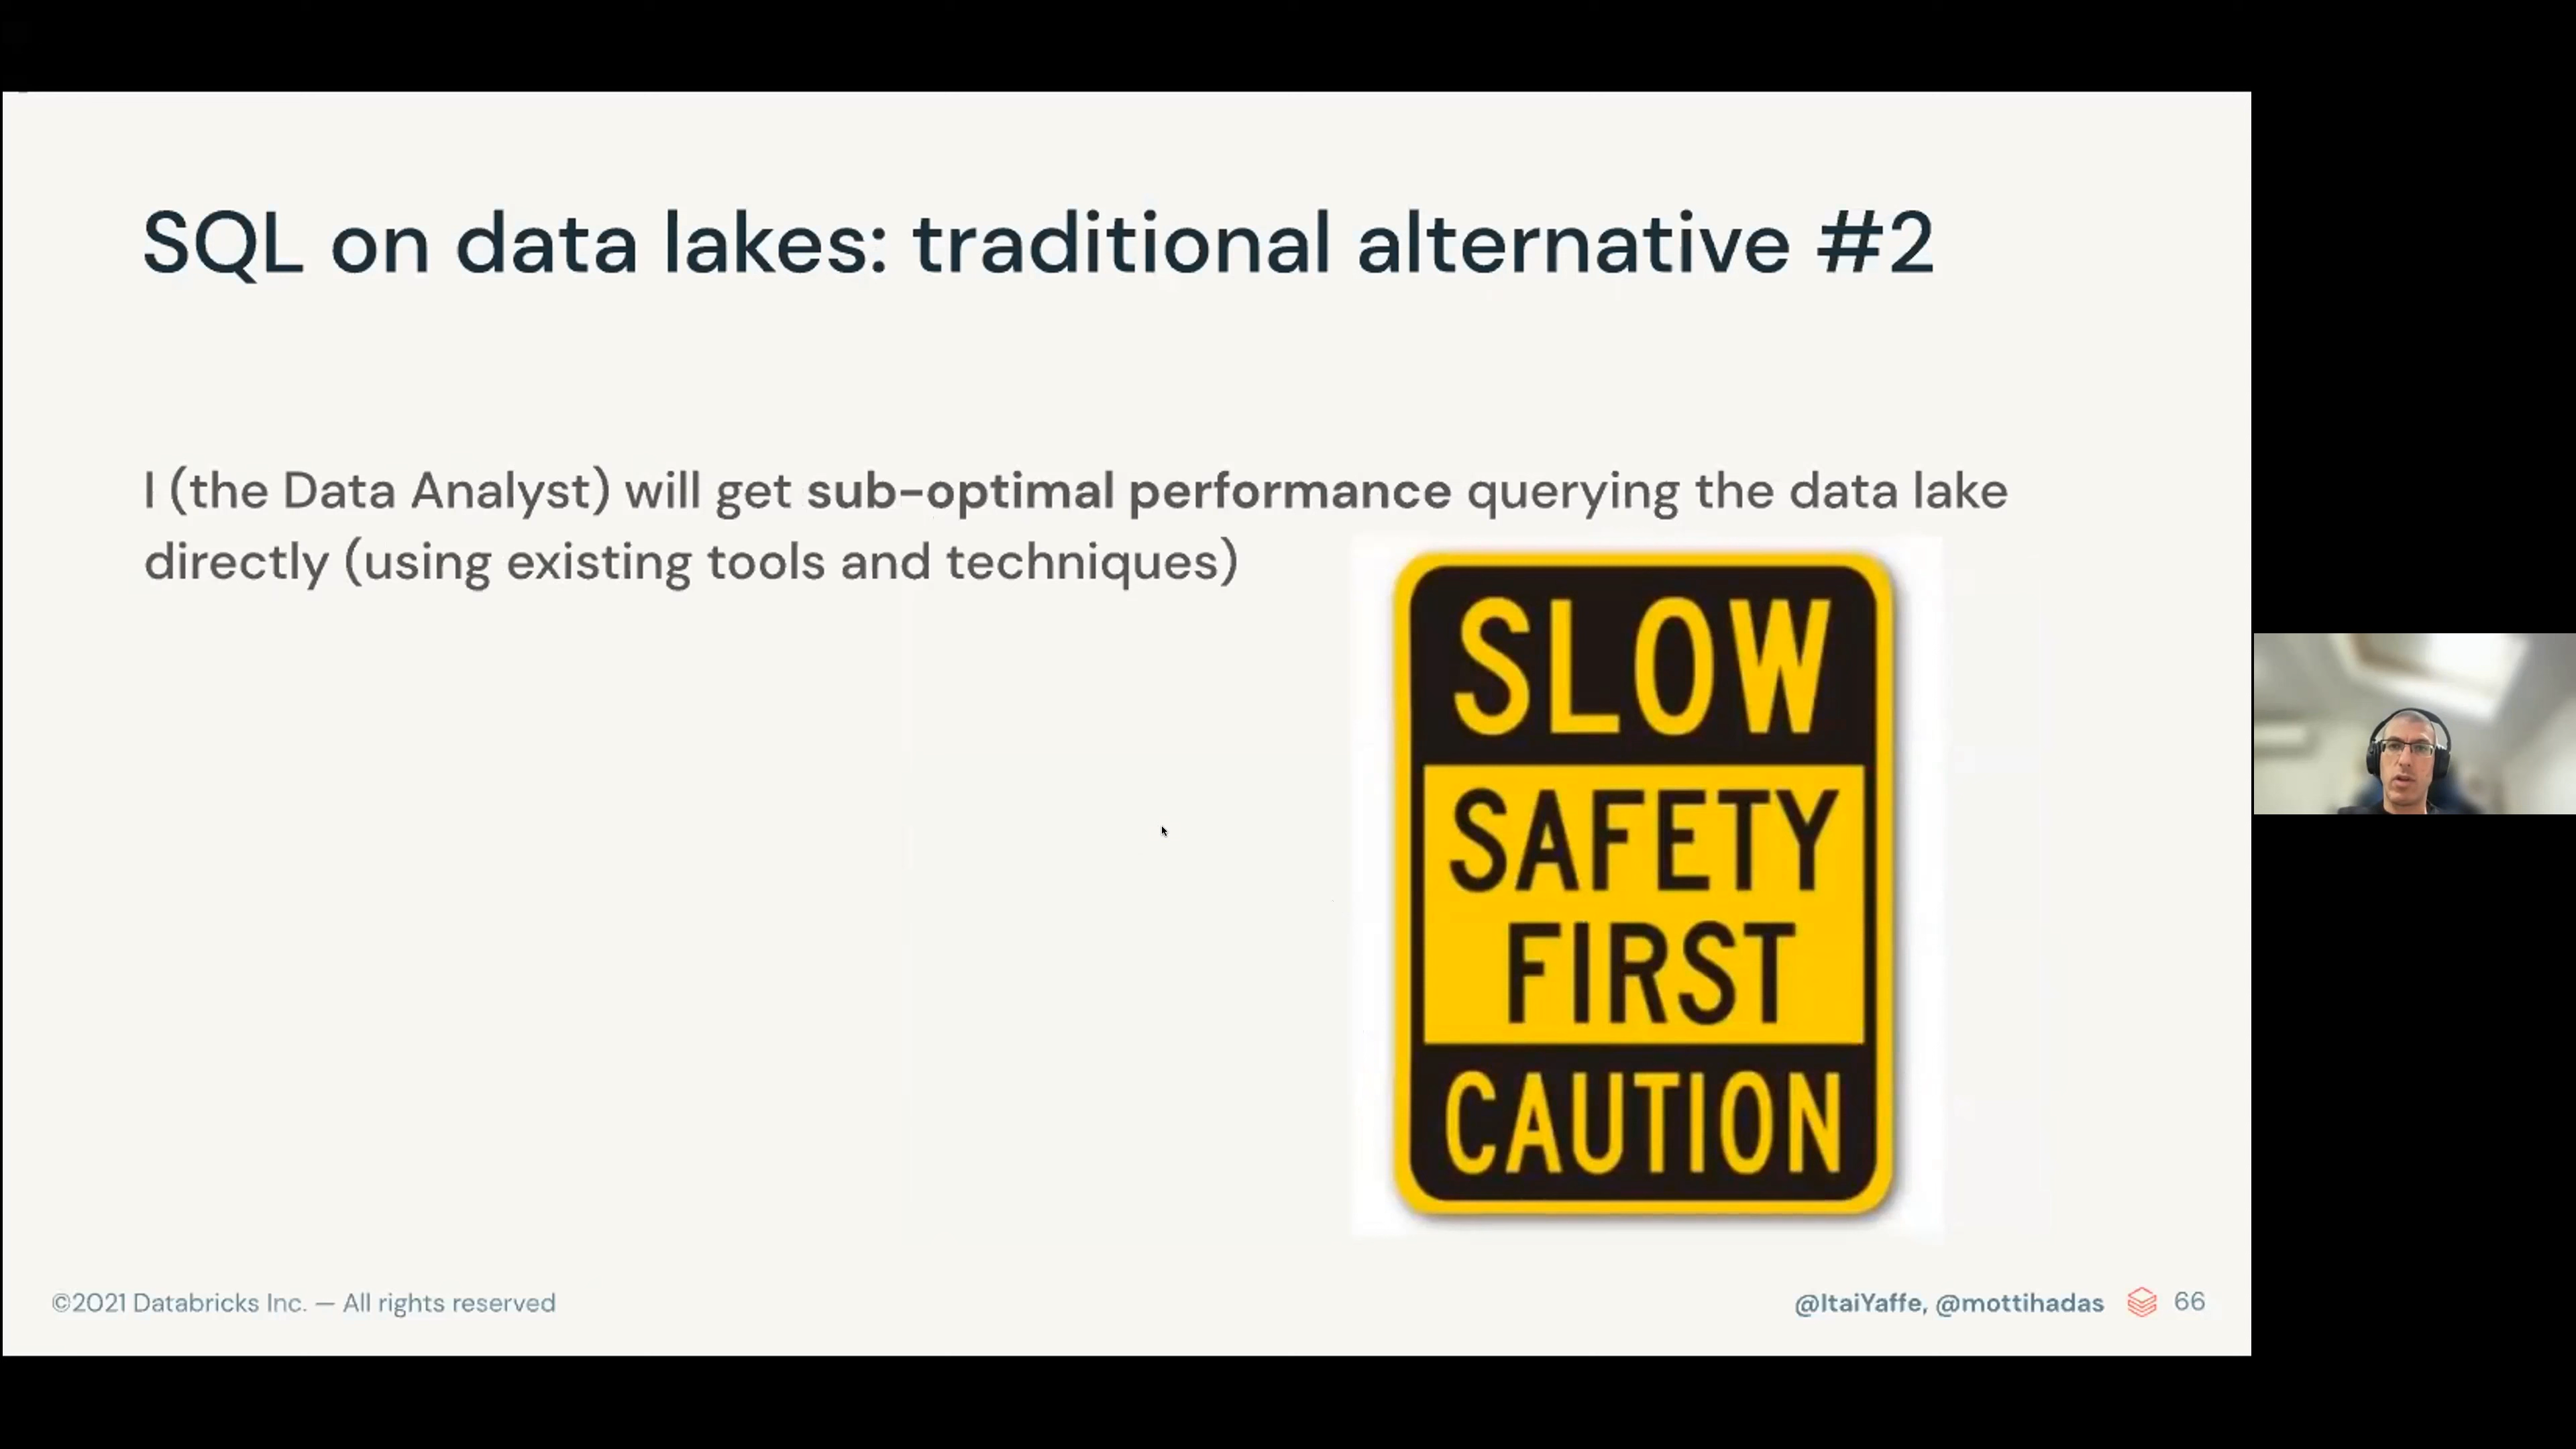 SQL on data lakes: traditional alternative #2
I (the Data Analyst) will get sub-optimal performance querying the data lake
directly (using existing tools and techniques)
SLOW
SAFETY
FIRST
CAUTION
©2021 Databricks Inc. — All rights reserved
@ItaiYaffe, @mottihadas 66